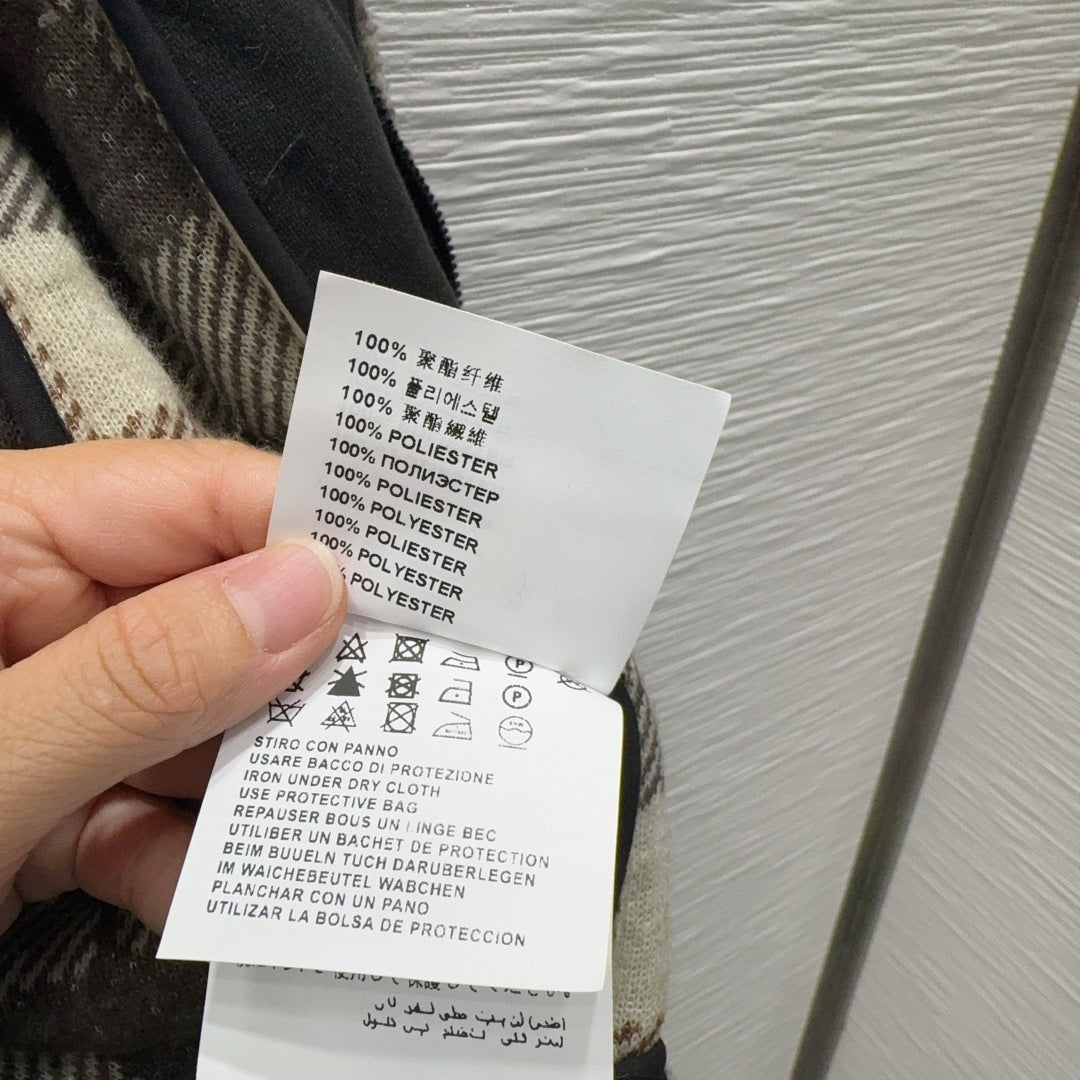 100% 聚酯纤维
100% 폴리에스텔
100% 聚酯纖維
100% POLIESTER
100% ПОЛИЭСТЕР
100% POLIESTER
100% POLYESTER
100% POLIESTER
100% POLYESTER
% POLYESTER
P
P
STIRO CON PANNO
USARE BACCO DI PROTEZIONE
IRON UNDER DRY CLOTH
USE PROTECTIVE BAG
REPAUSER BOUS UN LINGE BEC
UTILIBER UN BACHET DE PROTECTION
BEIM BUUELN TUCH DARUBERLEGEN
IM WAICHEBEUTEL WABCHEN
PLANCHAR CON UN PANO
UTILIZAR LA BOLSA DE PROTECCION